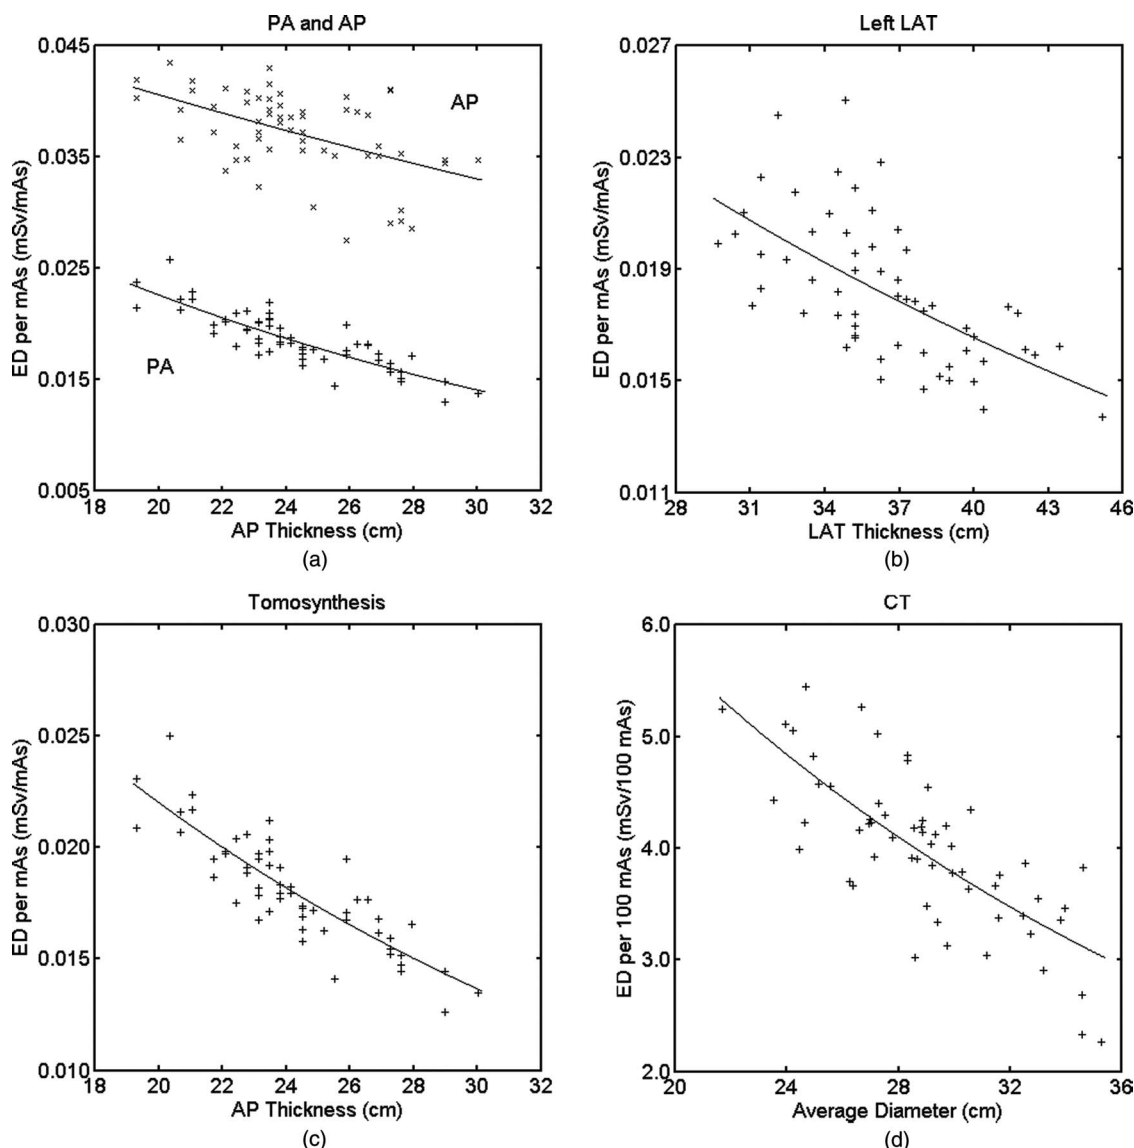 PA and AP
0.045
0.035
0.025
0.015
0.005
ED per mAs (mSv/mAs)
AP
PA
18 20 22 24 26 28 30 32
AP Thickness (cm)
(a)
Left LAT
0.027
0.023
0.019
0.015
0.011
ED per mAs (mSv/mAs)
28 31 34 37 40 43 46
LAT Thickness (cm)
(b)
Tomosynthesis
0.030
0.025
0.020
0.015
0.010
ED per mAs (mSv/mAs)
18 20 22 24 26 28 30 32
AP Thickness (cm)
(c)
CT
6.0
5.0
4.0
3.0
2.0
ED per 100 mAs (mSv/100 mAs)
20 24 28 32 36
Average Diameter (cm)
(d)